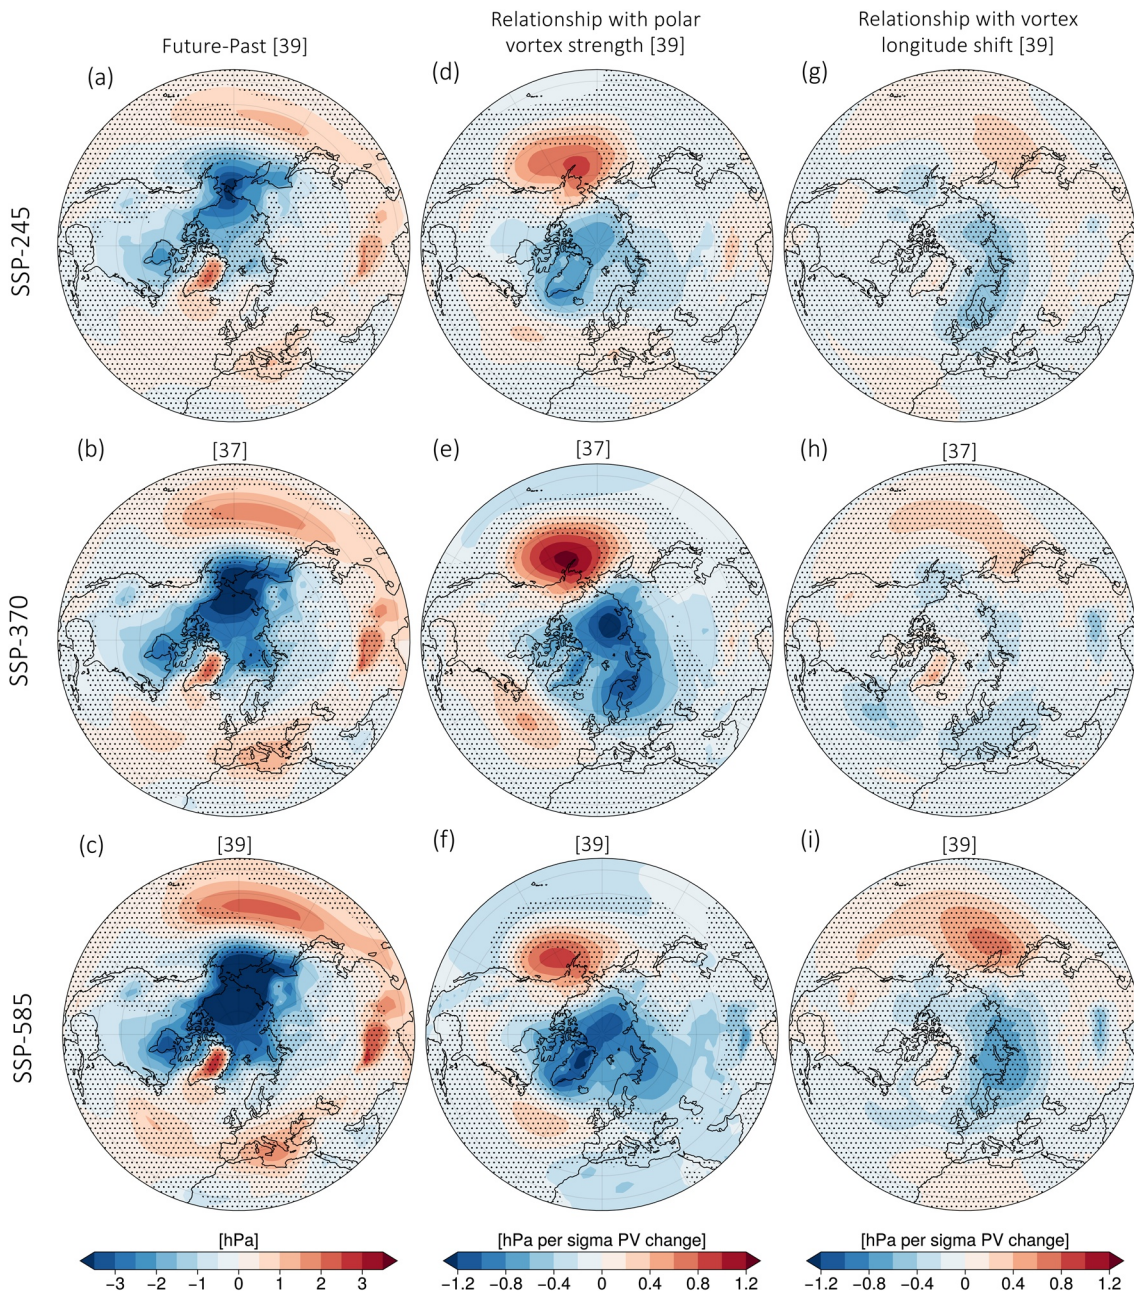 Future-Past [39]
Relationship with polar
vortex strength [39]
Relationship with vortex
longitude shift [39]
(a)
(d)
(g)
SSP-245
(b)
[37]
(e)
[37]
(h)
[37]
SSP-370
(c)
[39]
(f)
[39]
(i)
[39]
SSP-585
[hPa]
−3 −2 −1 0 1 2 3
[hPa per sigma PV change]
−1.2 −0.8 −0.4 0 0.4 0.8 1.2
[hPa per sigma PV change]
−1.2 −0.8 −0.4 0 0.4 0.8 1.2